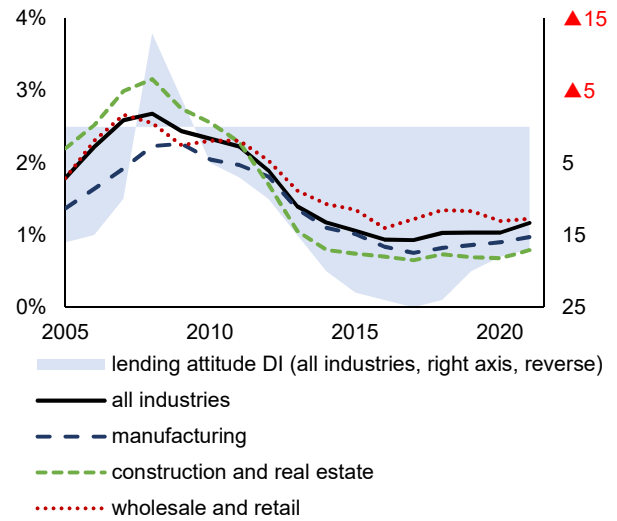 4%
3%
2%
1%
0%
▲15
▲5
5
15
25
2005
2010
2015
2020
lending attitude DI (all industries, right axis, reverse)
all industries
manufacturing
construction and real estate
wholesale and retail